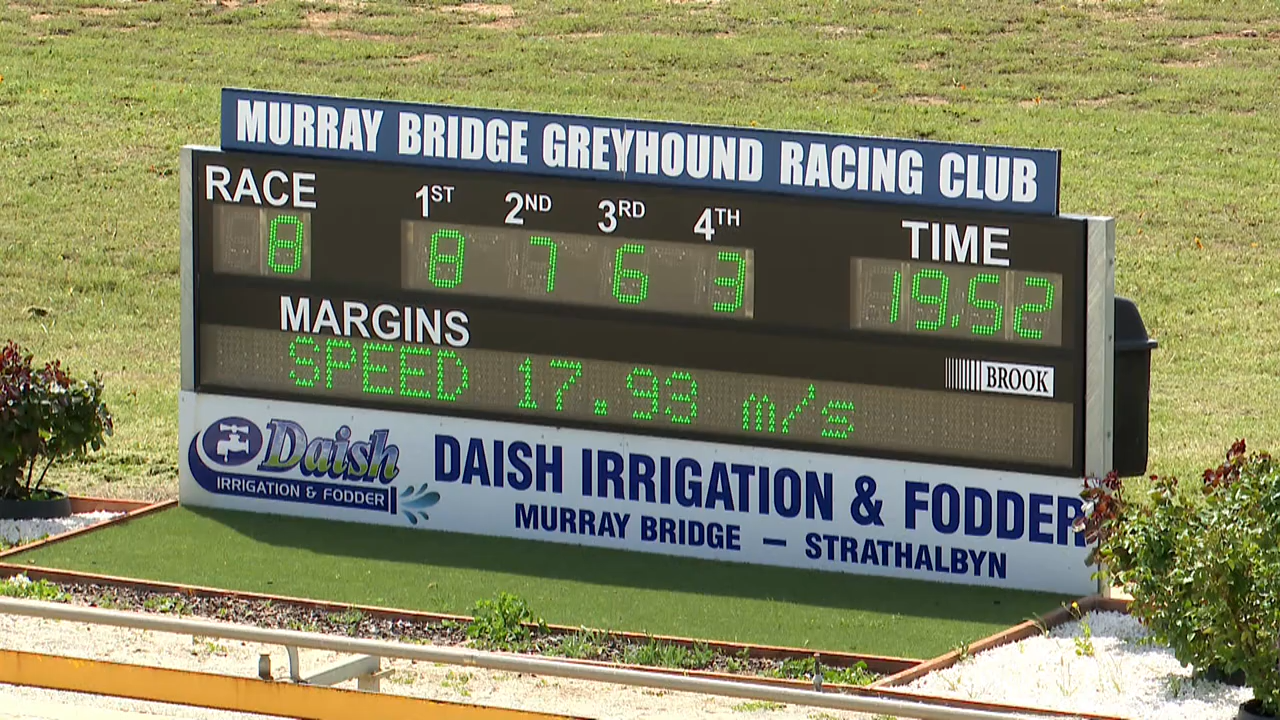 MURRAY BRIDGE GREYHOUND RACING CLUB
RACE 1ST 2ND 3RD 4TH TIME
8 8 7 6 3 19.52
MARGINS
BROOK
SPEED 17.93 m/s
Daish
IRRIGATION & FODDER
DAISH IRRIGATION & FODDER
MURRAY BRIDGE — STRATHALBYN